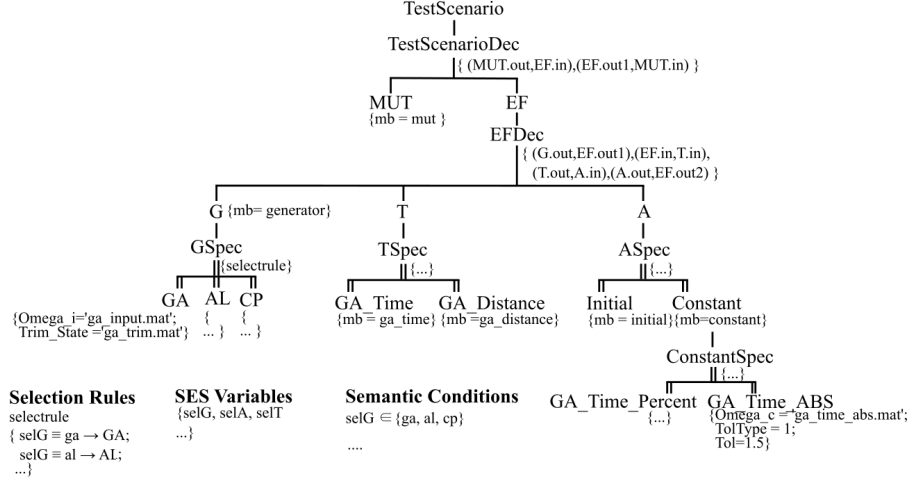 TestScenario
TestScenarioDec
{ (MUT.out,EF.in),(EF.out1,MUT.in) }
MUT
{mb = mut }
EF
EFDec
{ (G.out,EF.out1),(EF.in,T.in),
(T.out,A.in),(A.out,EF.out2) }
G {mb= generator}
T
A
GSpec
{selectrule}
TSpec
{...}
ASpec
{...}
GA
AL
CP
{Omega_i='ga_input.mat';
Trim_State ='ga_trim.mat'}
{
... }
{
... }
GA_Time
{mb = ga_time}
GA_Distance
{mb =ga_distance}
Initial
{mb = initial}
Constant
{mb=constant}
ConstantSpec
{...}
GA_Time_Percent
{...}
GA_Time_ABS
{Omega_c = 'ga_time_abs.mat';
TolType = 1;
Tol=1.5}
Selection Rules
selectrule
{ selG ≡ ga → GA;
selG ≡ al → AL;
...}
SES Variables
{selG, selA, selT
...}
Semantic Conditions
selG ∈ {ga, al, cp}
....